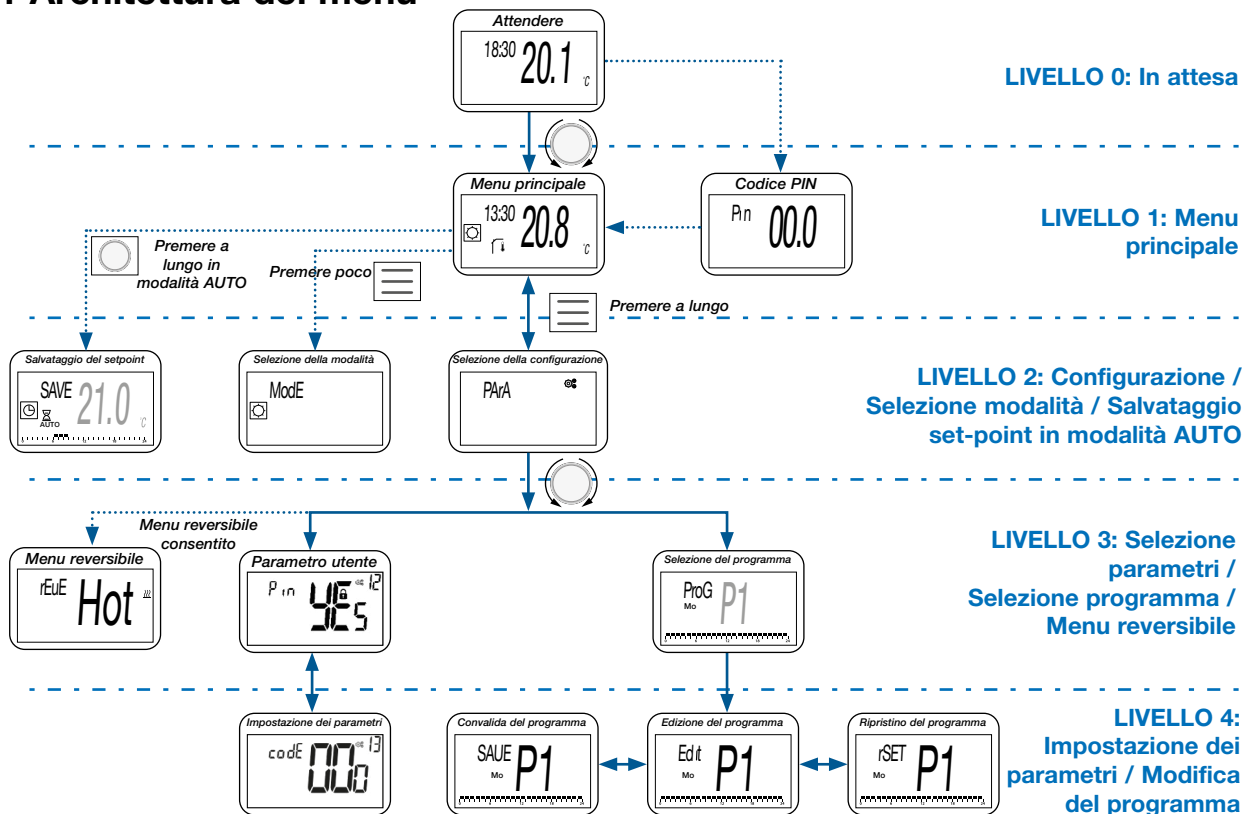 Attendere
18:30 20.1 °C
LIVELLO 0: In attesa
Menu principale
13:30 20.8 °C
Codice PIN
Pin 00.0
LIVELLO 1: Menu
principale
Premere a
lungo in
modalità AUTO
Premere poco
Premere a lungo
Salvataggio del setpoint
SAVE 21.0 °C
AUTO
Selezione della modalità
ModE
Selezione della configurazione
PArA
LIVELLO 2: Configurazione /
Selezione modalità / Salvataggio
set-point in modalità AUTO
Menu reversibile
consentito
Menu reversibile
rEuE Hot
Parametro utente
Pin YEs 12
Selezione del programma
ProG P1
Mo
LIVELLO 3: Selezione
parametri /
Selezione programma /
Menu reversibile
Impostazione dei parametri
codE 000 13
Convalida del programma
SAUE P1
Mo
Edizione del programma
Edit P1
Mo
Ripristino del programma
rSET P1
Mo
LIVELLO 4:
Impostazione dei
parametri / Modifica
del programma